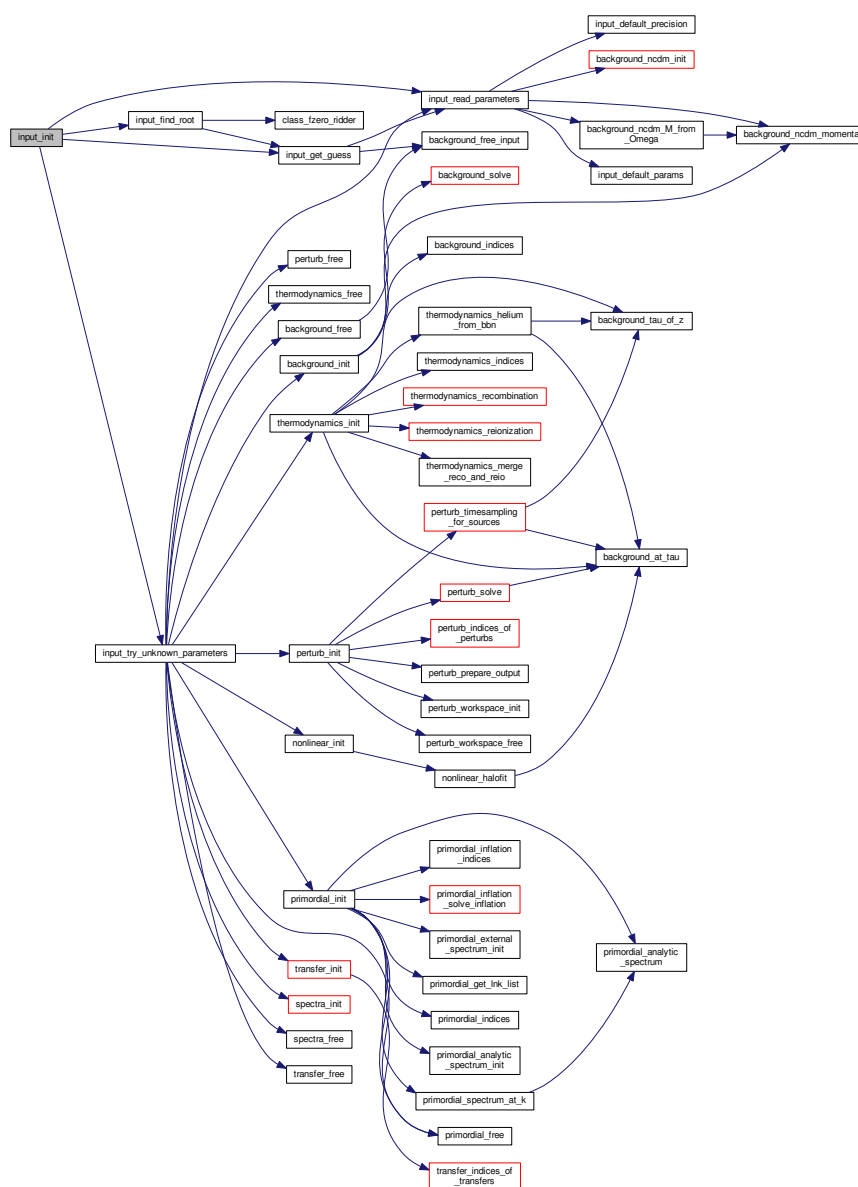 input_default_precision
background_ncdm_init
input_read_parameters
input_find_root
class_fzero_ridder
input_init
background_ncdm_M_from
_Omega
background_ncdm_momenta
background_free_input
input_get_guess
background_solve
input_default_params
background_indices
perturb_free
thermodynamics_free
thermodynamics_helium
_from_bbn
background_tau_of_z
background_free
background_init
thermodynamics_indices
thermodynamics_recombination
thermodynamics_init
thermodynamics_reionization
thermodynamics_merge
_reco_and_reio
perturb_timesampling
_for_sources
background_at_tau
perturb_solve
perturb_indices_of
_perturbs
input_try_unknown_parameters
perturb_init
perturb_prepare_output
perturb_workspace_init
nonlinear_init
perturb_workspace_free
nonlinear_halofit
primordial_inflation
_indices
primordial_init
primordial_inflation
_solve_inflation
primordial_external
_spectrum_init
primordial_analytic
_spectrum
transfer_init
primordial_get_lnk_list
spectra_init
primordial_indices
spectra_free
primordial_analytic
_spectrum_init
transfer_free
primordial_spectrum_at_k
primordial_free
transfer_indices_of
_transfers